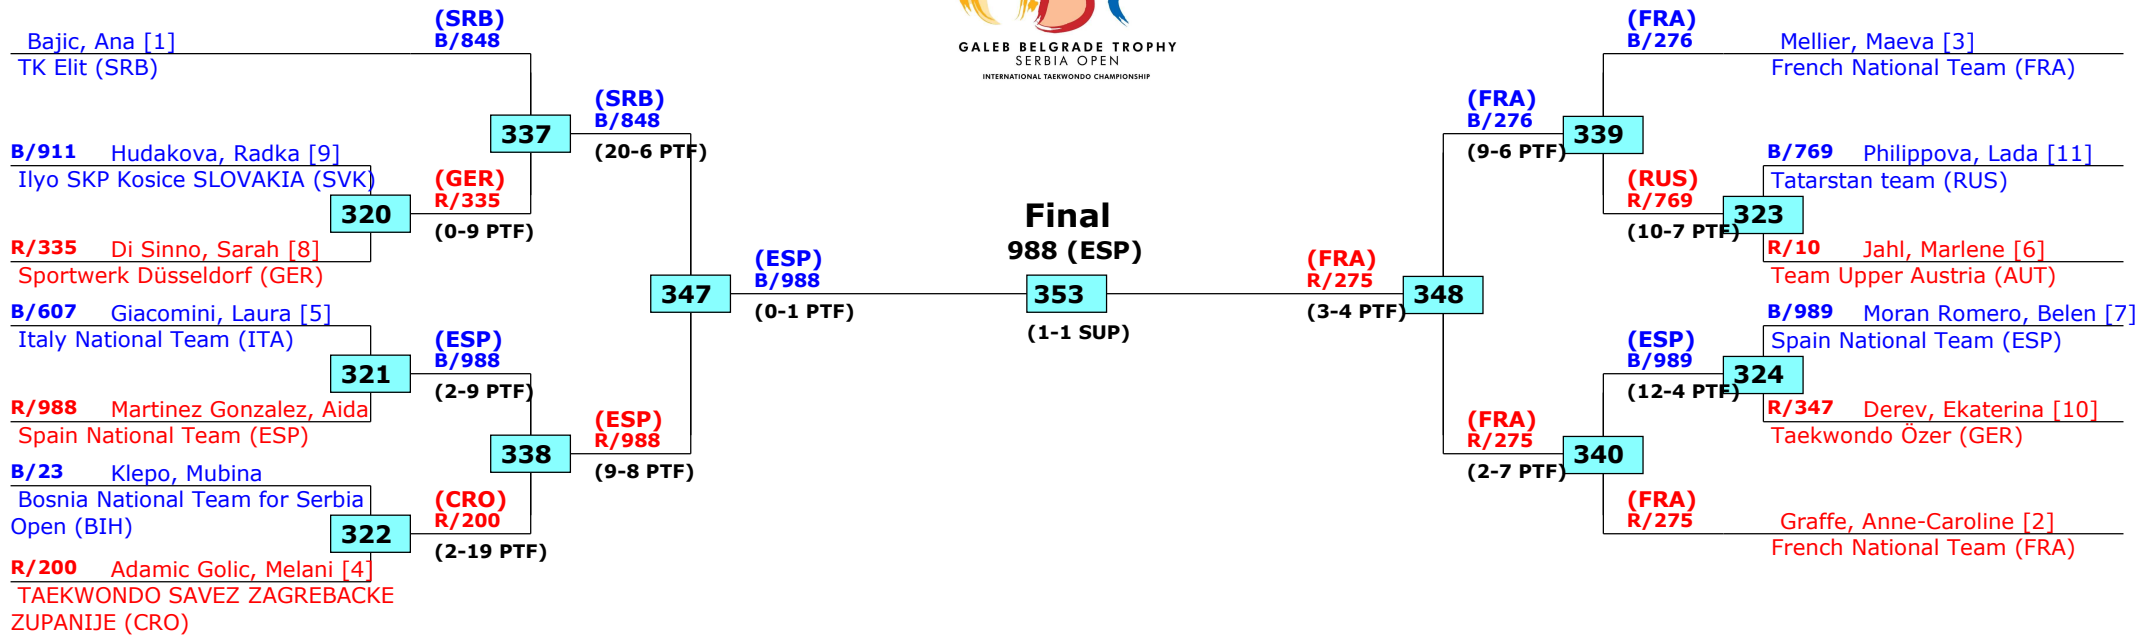 GALEB BELGRADE TROPHY
SERBIA OPEN
INTERNATIONAL TAEKWONDO CHAMPIONSHIP
Bajic, Ana [1]
TK Elit (SRB)
(SRB)
B/848
B/911 Hudakova, Radka [9]
Ilyo SKP Kosice SLOVAKIA (SVK)
320
R/335 Di Sinno, Sarah [8]
Sportwerk Düsseldorf (GER)
(GER)
R/335
(0-9 PTF)
337
(SRB)
B/848
(20-6 PTF)
B/607 Giacomini, Laura [5]
Italy National Team (ITA)
321
R/988 Martinez Gonzalez, Aida
Spain National Team (ESP)
(ESP)
B/988
(2-9 PTF)
B/23 Klepo, Mubina
Bosnia National Team for Serbia
Open (BIH)
322
R/200 Adamic Golic, Melani [4]
TAEKWONDO SAVEZ ZAGREBACKE
ZUPANIJE (CRO)
(CRO)
R/200
(2-19 PTF)
338
(ESP)
R/988
(9-8 PTF)
347
(ESP)
B/988
(0-1 PTF)
Final
988 (ESP)
353
(1-1 SUP)
(FRA)
R/275
(3-4 PTF)
348
(FRA)
B/276
(9-6 PTF)
339
(FRA)
B/276
Mellier, Maeva [3]
French National Team (FRA)
(RUS)
R/769
(10-7 PTF)
323
B/769 Philippova, Lada [11]
Tatarstan team (RUS)
R/10 Jahl, Marlene [6]
Team Upper Austria (AUT)
(FRA)
R/275
(2-7 PTF)
340
(ESP)
B/989
(12-4 PTF)
324
B/989 Moran Romero, Belen [7]
Spain National Team (ESP)
R/347 Derev, Ekaterina [10]
Taekwondo Özer (GER)
(FRA)
R/275
Graffe, Anne-Caroline [2]
French National Team (FRA)